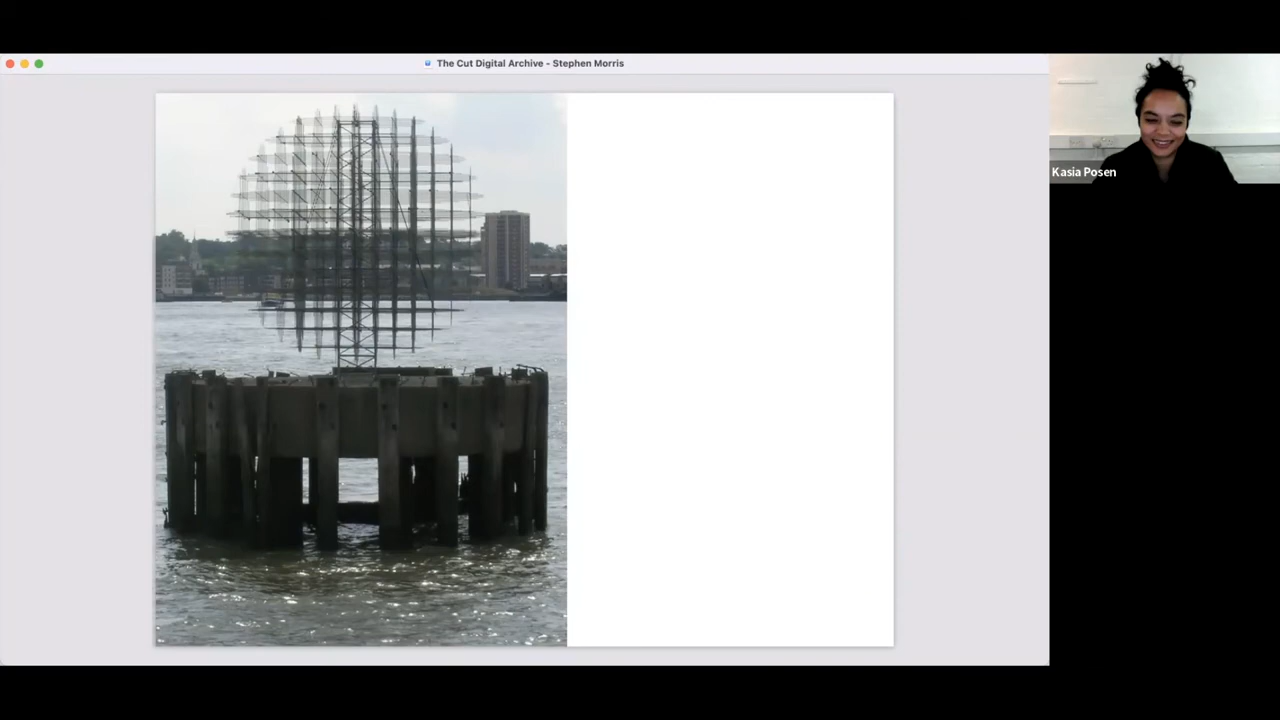 The Cut Digital Archive - Stephen Morris
Kasia Posen